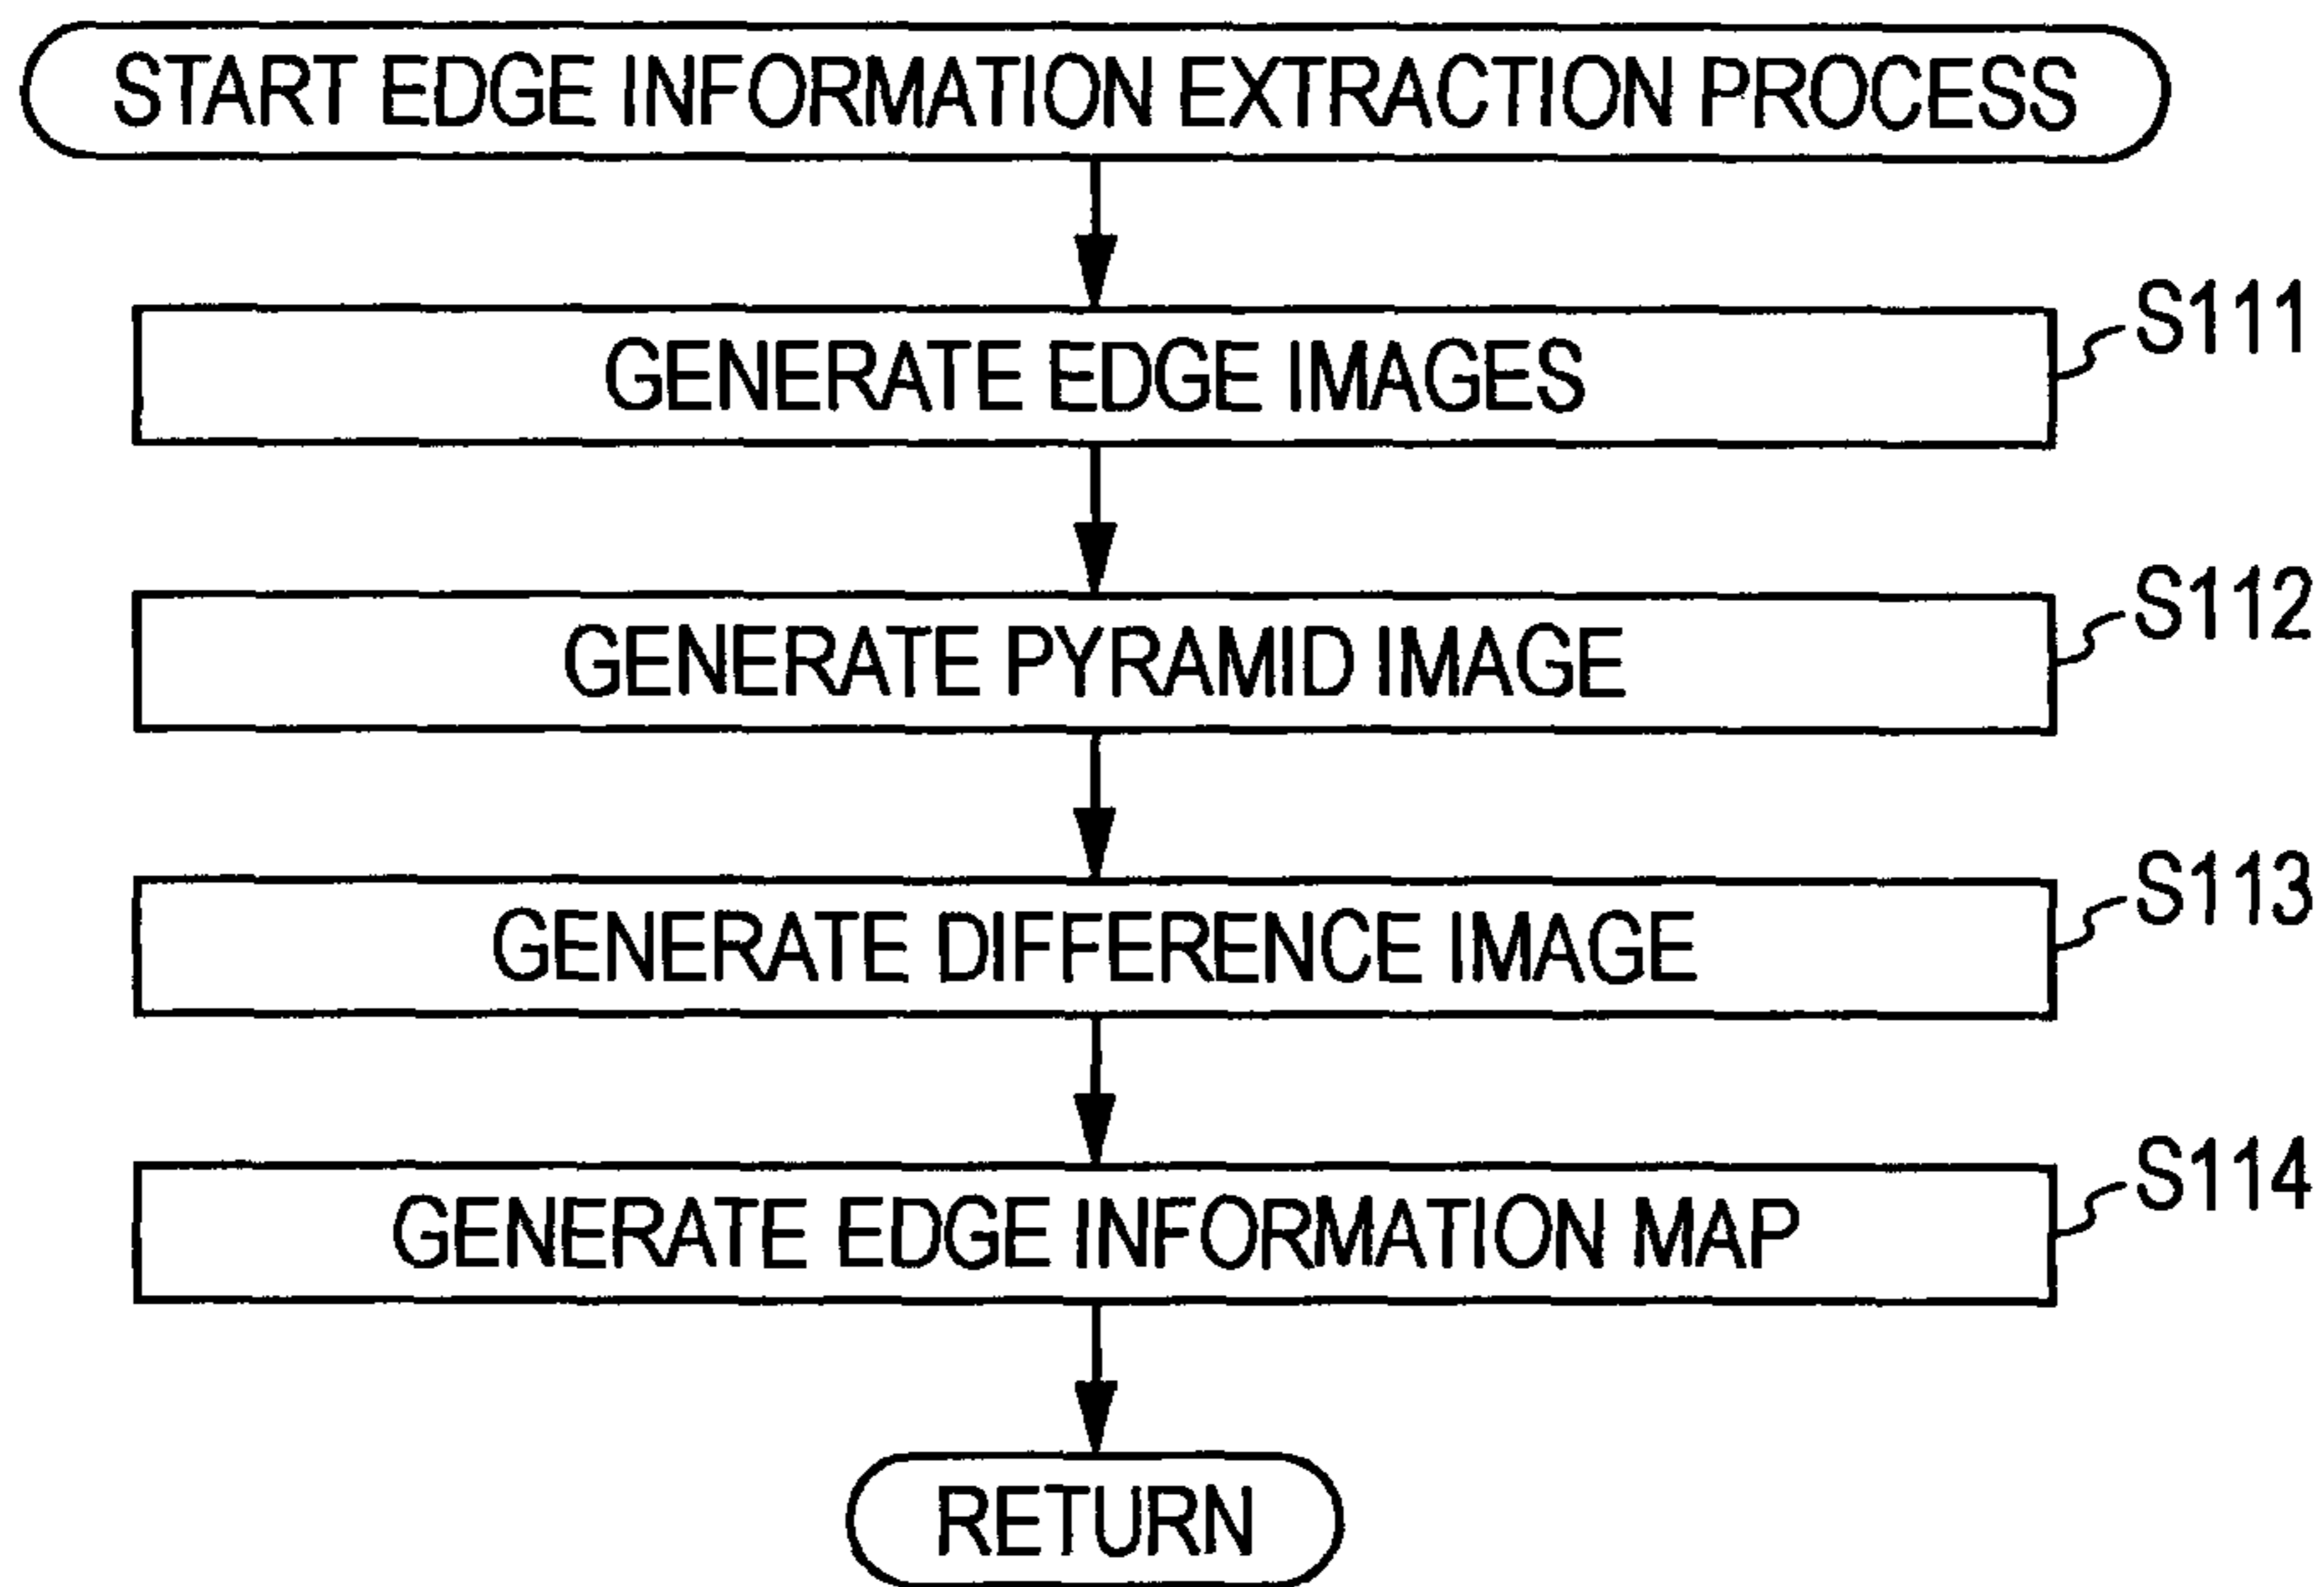 START EDGE INFORMATION EXTRACTION PROCESS
GENERATE EDGE IMAGES
S111
GENERATE PYRAMID IMAGE
S112
GENERATE DIFFERENCE IMAGE
S113
GENERATE EDGE INFORMATION MAP
S114
RETURN